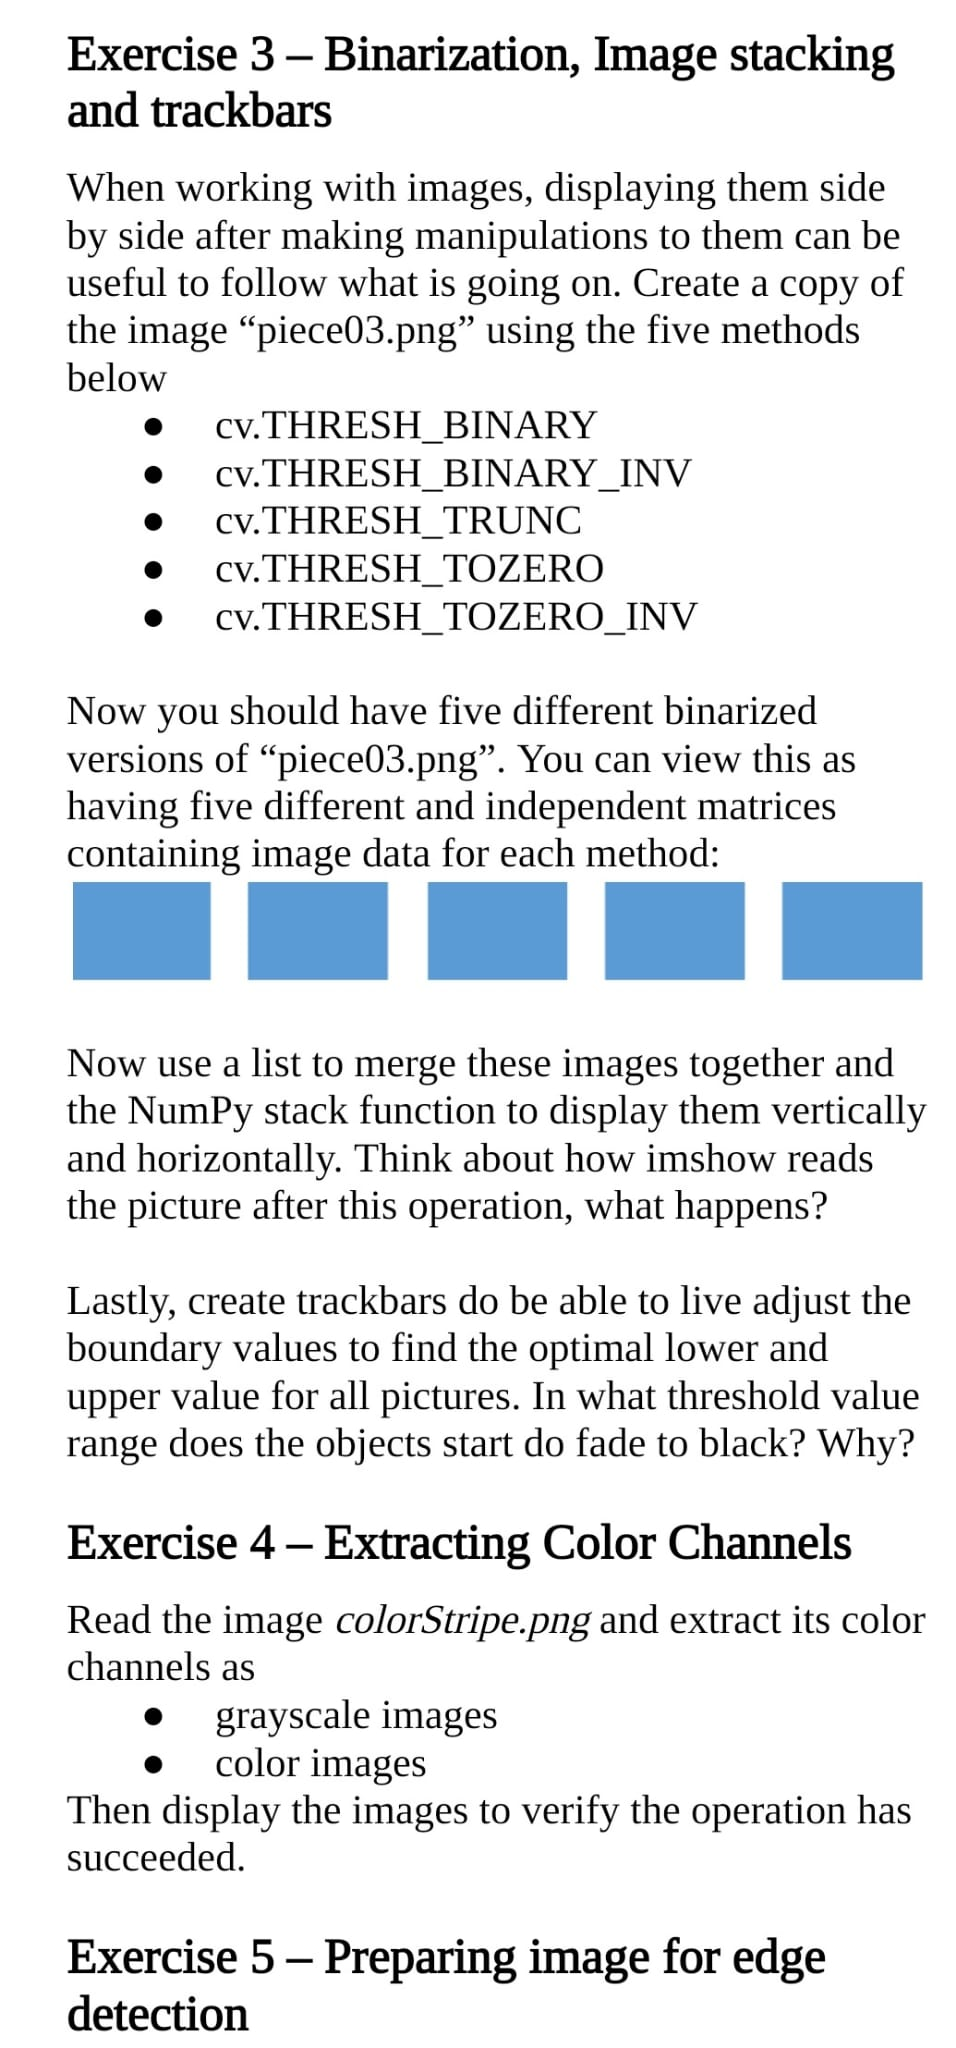 Exercise 3 – Binarization, Image stacking
and trackbars
When working with images, displaying them side
by side after making manipulations to them can be
useful to follow what is going on. Create a copy of
the image “piece03.png” using the five methods
below
● cv.THRESH_BINARY
● cv.THRESH_BINARY_INV
● cv.THRESH_TRUNC
● cv.THRESH_TOZERO
● cv.THRESH_TOZERO_INV
Now you should have five different binarized
versions of “piece03.png”. You can view this as
having five different and independent matrices
containing image data for each method:
Now use a list to merge these images together and
the NumPy stack function to display them vertically
and horizontally. Think about how imshow reads
the picture after this operation, what happens?
Lastly, create trackbars do be able to live adjust the
boundary values to find the optimal lower and
upper value for all pictures. In what threshold value
range does the objects start do fade to black? Why?
Exercise 4 – Extracting Color Channels
Read the image colorStripe.png and extract its color
channels as
● grayscale images
● color images
Then display the images to verify the operation has
succeeded.
Exercise 5 – Preparing image for edge
detection